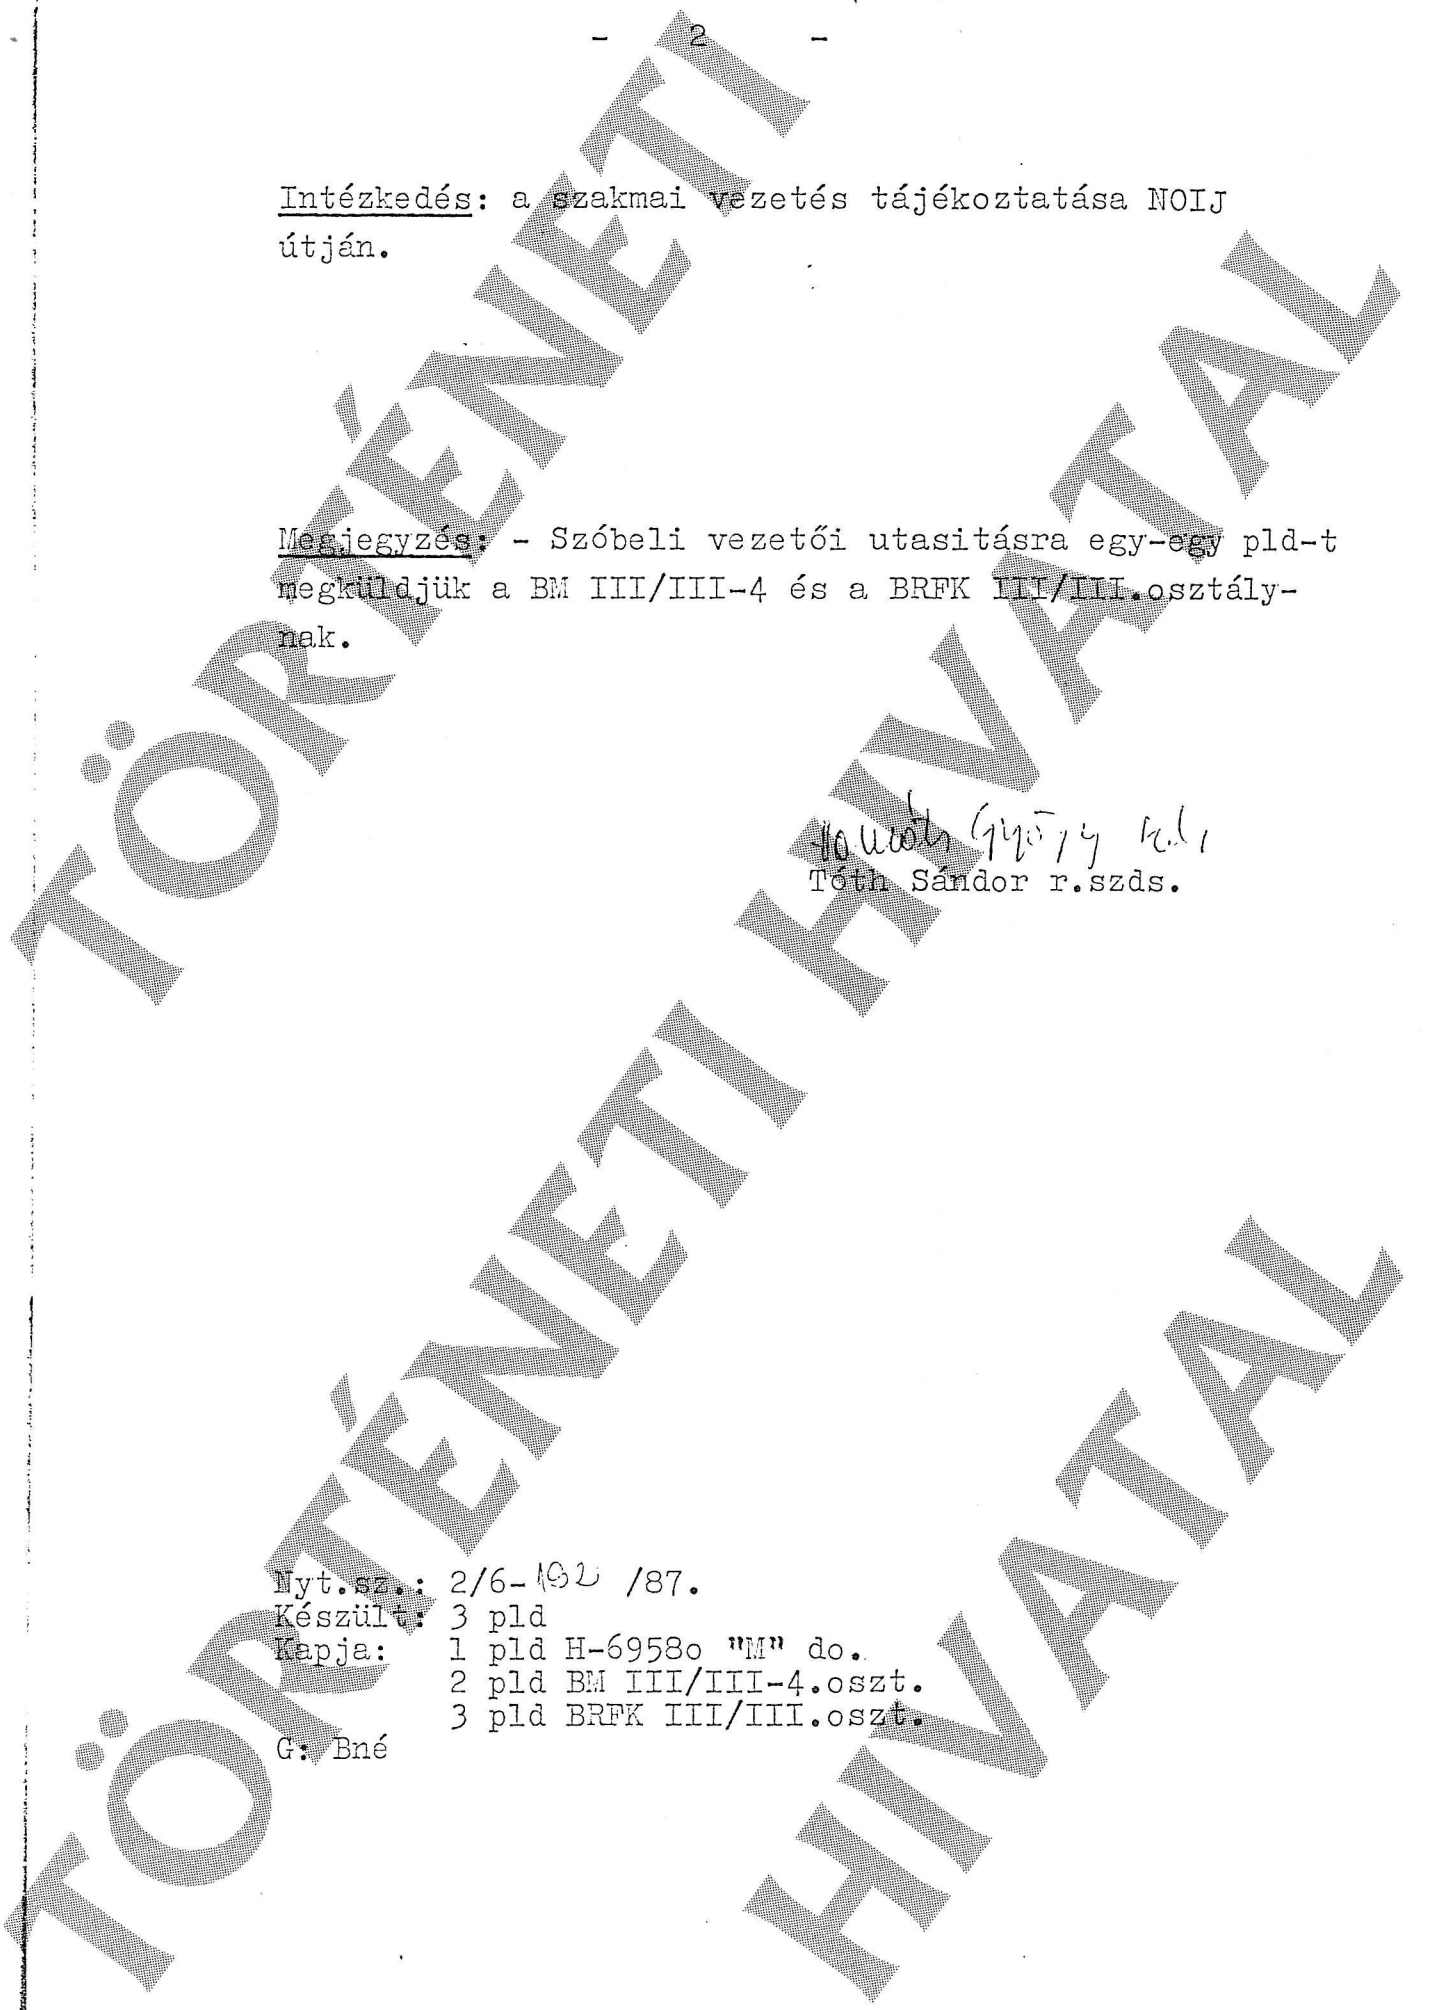 - 2 -
Intézkedés: a szakmai vezetés tájékoztatása NOIJ
útján.
Megjegyzés: - Szóbeli vezetői utasitásra egy-egy pld-t
megküldjük a BM III/III-4 és a BRFK III/III.osztály-
nak.
György s.k.
Tóth Sándor r.szds.
Nyt.sz.: 2/6-192 /87.
Készült: 3 pld
Kapja: 1 pld H-6958o "M" do.
2 pld BM III/III-4.oszt.
3 pld BRFK III/III.oszt.
G: Bné
TÖRTÉNETI HIVATAL
TÖRTÉNETI HIVATAL